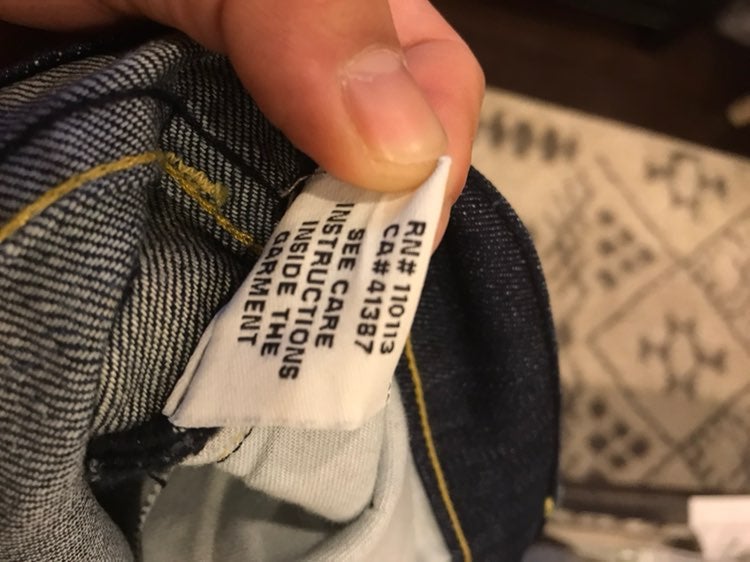 RN# 110113
CA# 41387
SEE CARE
INSTRUCTIONS
INSIDE THE
GARMENT